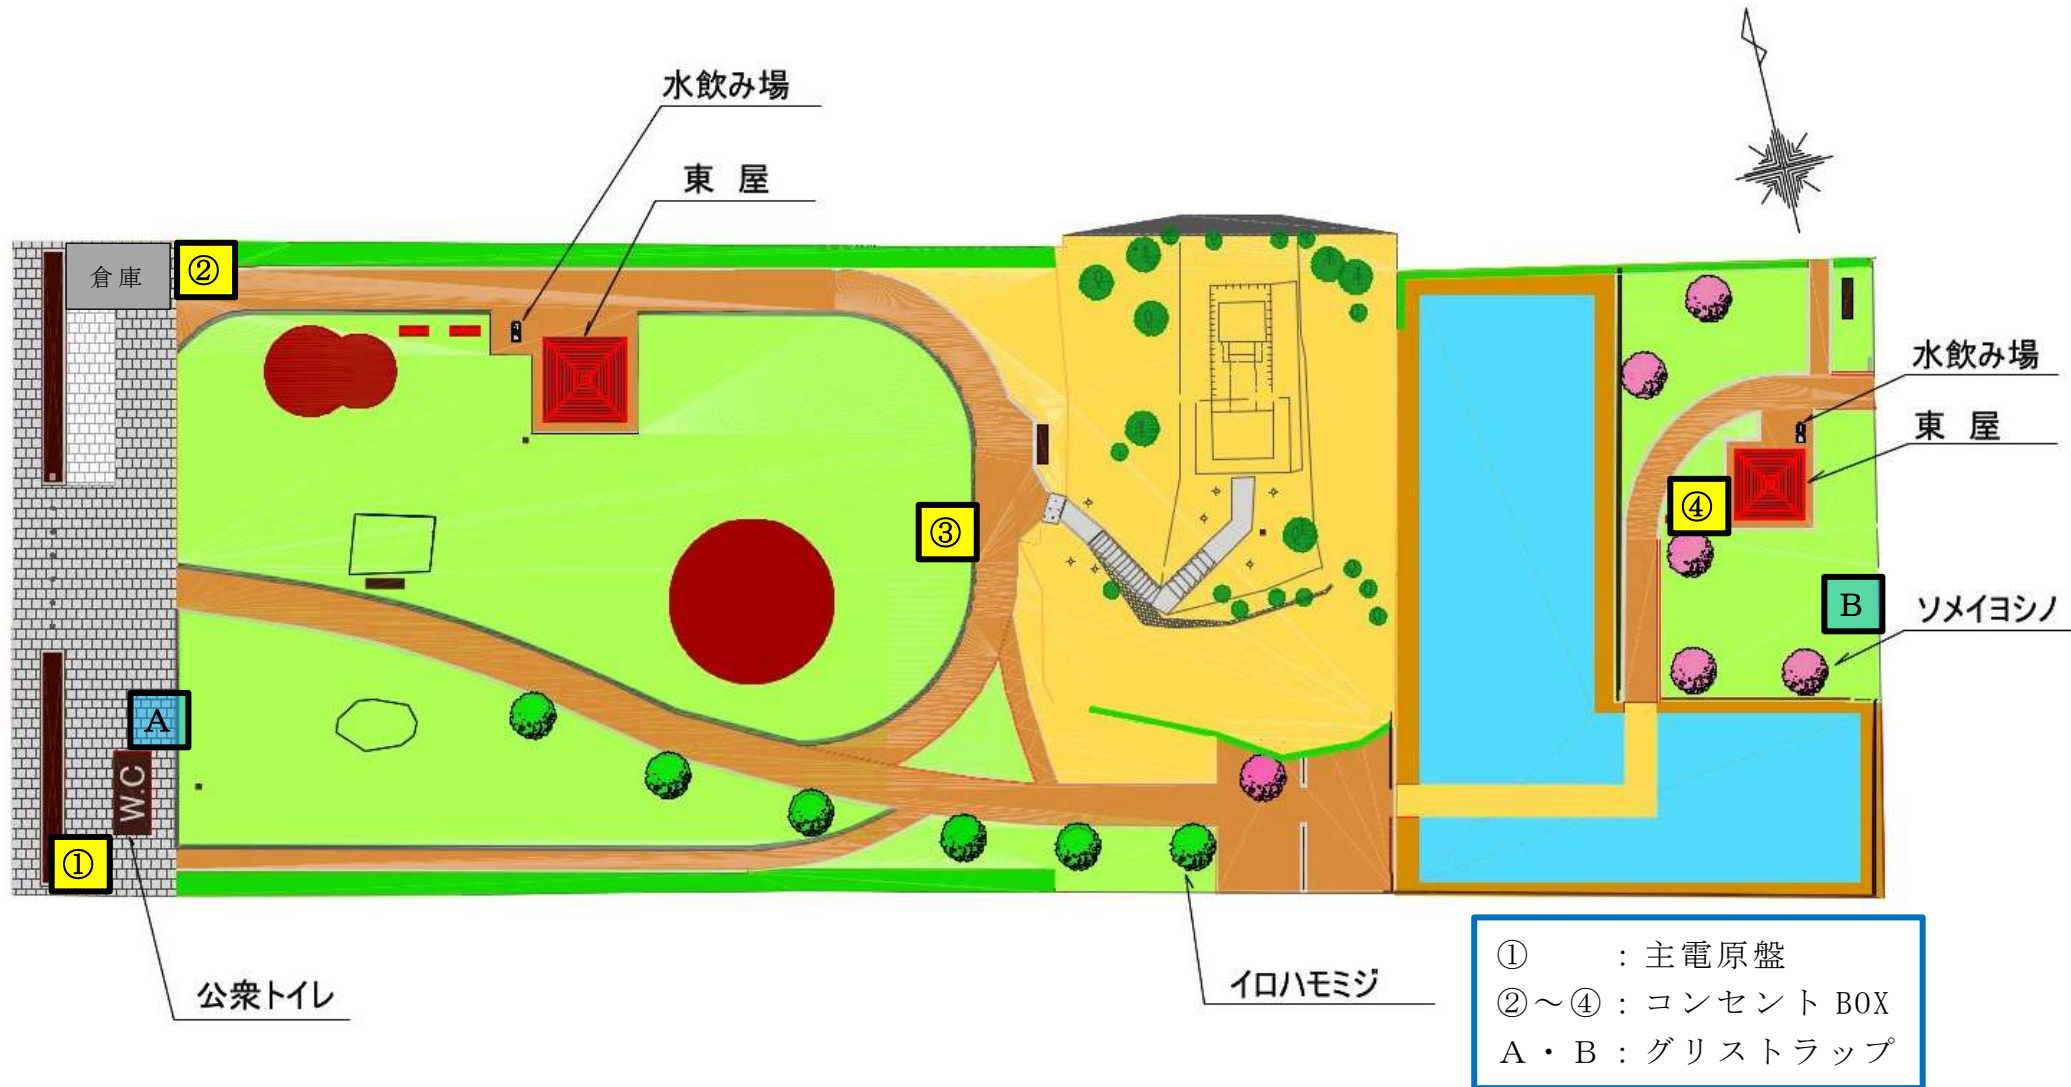 水飲み場
東 屋
倉庫
②
水飲み場
東 屋
④
③
B
ソメイヨシノ
A
W.C
①
公衆トイレ
イロハモミジ
① : 主電原盤
②～④ : コンセント BOX
A・B : グリストラップ